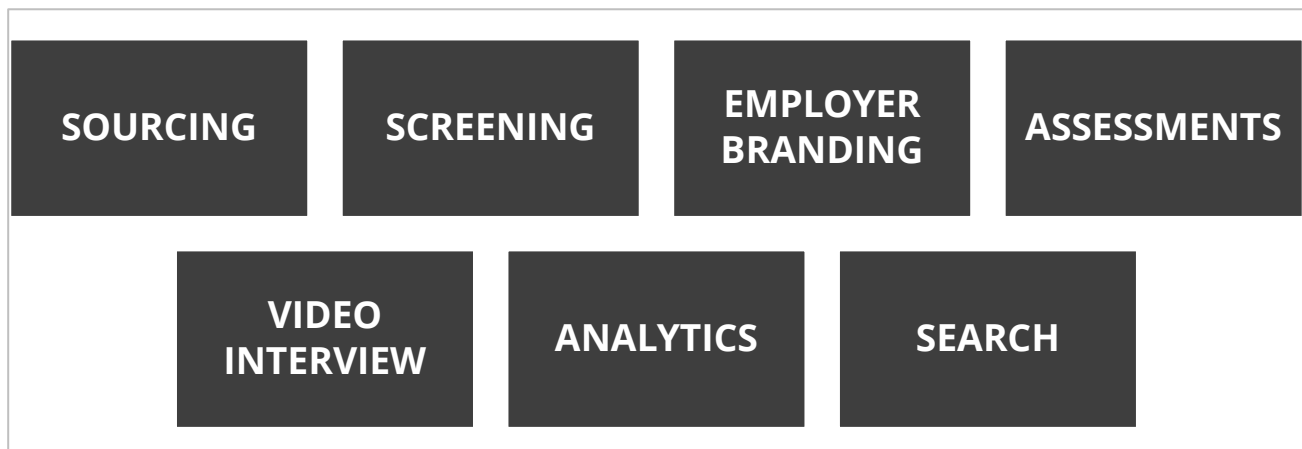 SOURCING
SCREENING
EMPLOYER
BRANDING
ASSESSMENTS
VIDEO
INTERVIEW
ANALYTICS
SEARCH